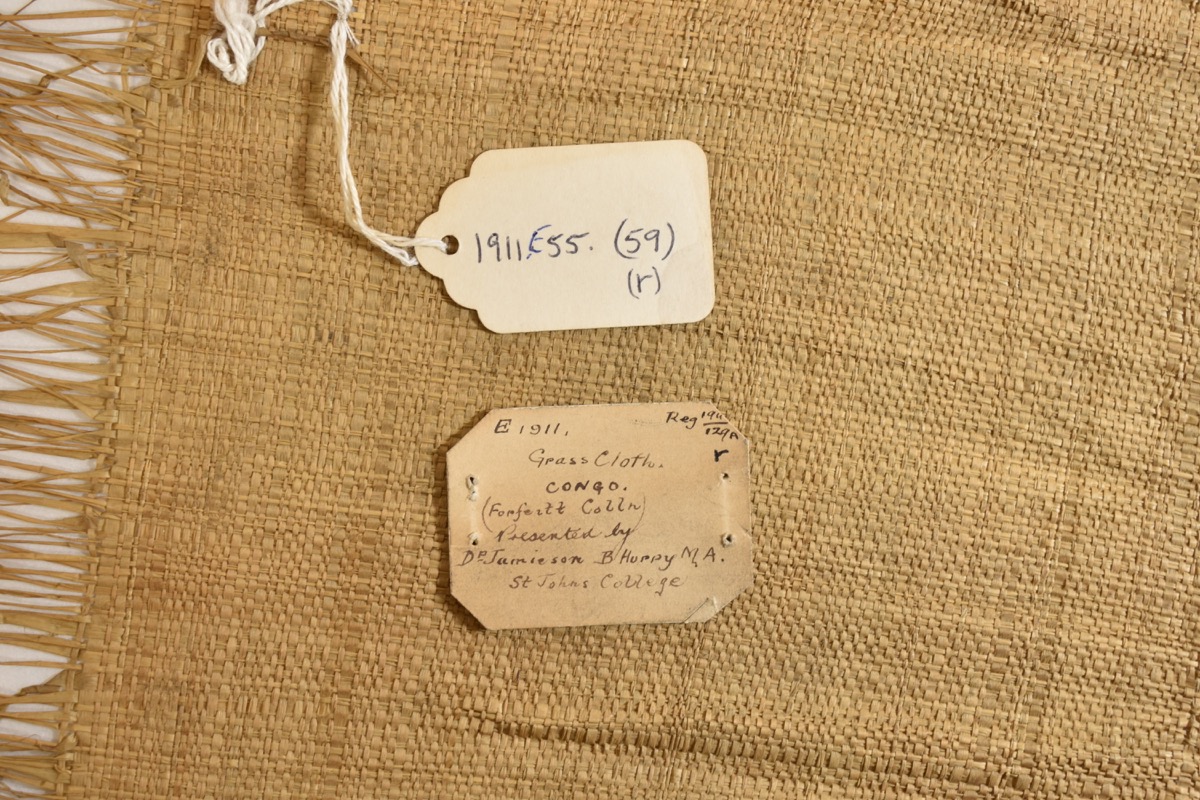 1911.E55. (59)
(r)
E 1911.
Reg 1911/129A
r
Grass Cloth.
CONGO.
(Forfeitt Colln)
Presented by
Dr Jamieson B Hurry M, A.
St Johns College